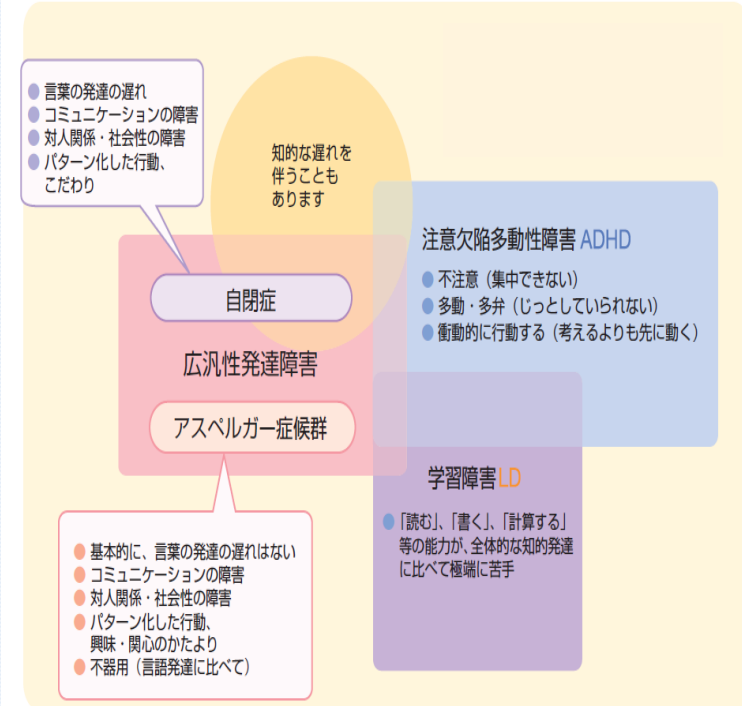 ● 言葉の発達の遅れ
● コミュニケーションの障害
● 対人関係・社会性の障害
● パターン化した行動、
こだわり
知的な遅れを
伴うことも
あります
自閉症
広汎性発達障害
アスペルガー症候群
● 基本的に、言葉の発達の遅れはない
● コミュニケーションの障害
● 対人関係・社会性の障害
● パターン化した行動、
興味・関心のかたより
● 不器用（言語発達に比べて）
注意欠陥多動性障害 ADHD
● 不注意（集中できない）
● 多動・多弁（じっとしていられない）
● 衝動的に行動する（考えるよりも先に動く）
学習障害 LD
● 「読む」、「書く」、「計算する」
等の能力が、全体的な知的発達
に比べて極端に苦手